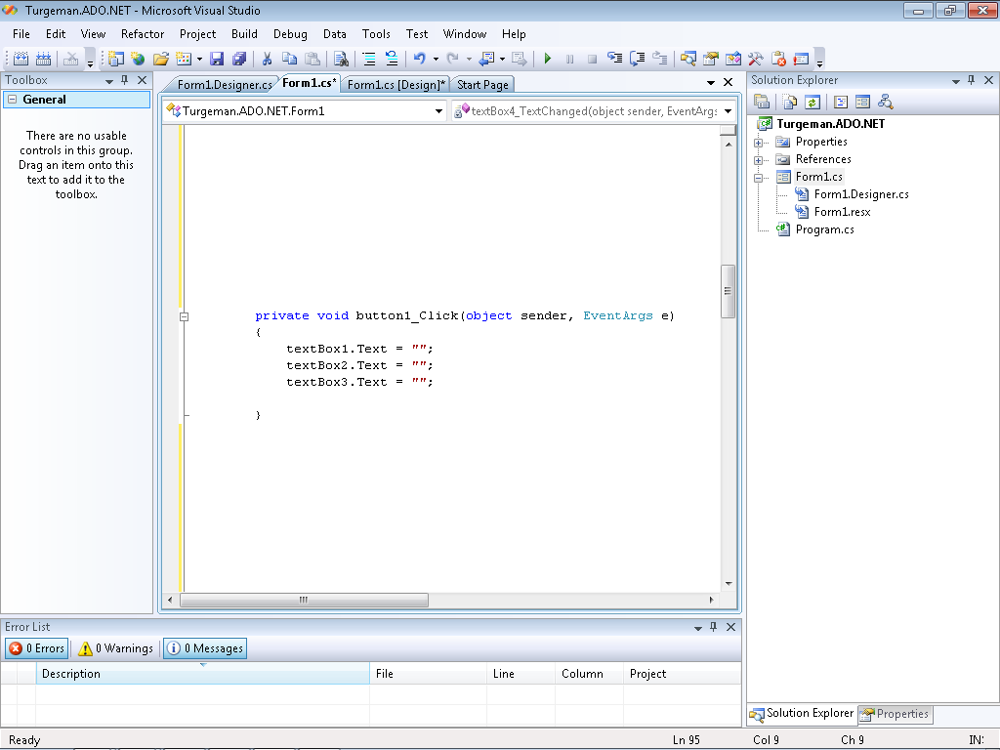 Turgeman.ADO.NET - Microsoft Visual Studio
File Edit View Refactor Project Build Debug Data Tools Test Window Help
Toolbox
General
There are no usable
controls in this group.
Drag an item onto this
text to add it to the
toolbox.
Form1.Designer.cs Form1.cs* Form1.cs [Design]* Start Page
Turgeman.ADO.NET.Form1 textBox4_TextChanged(object sender, EventArgs
private void button1_Click(object sender, EventArgs e)
{
textBox1.Text = "";
textBox2.Text = "";
textBox3.Text = "";
}
Solution Explorer
Turgeman.ADO.NET
Properties
References
Form1.cs
Form1.Designer.cs
Form1.resx
Program.cs
Solution Explorer Properties
Error List
0 Errors 0 Warnings 0 Messages
Description File Line Column Project
Ready Ln 95 Col 9 Ch 9 IN: